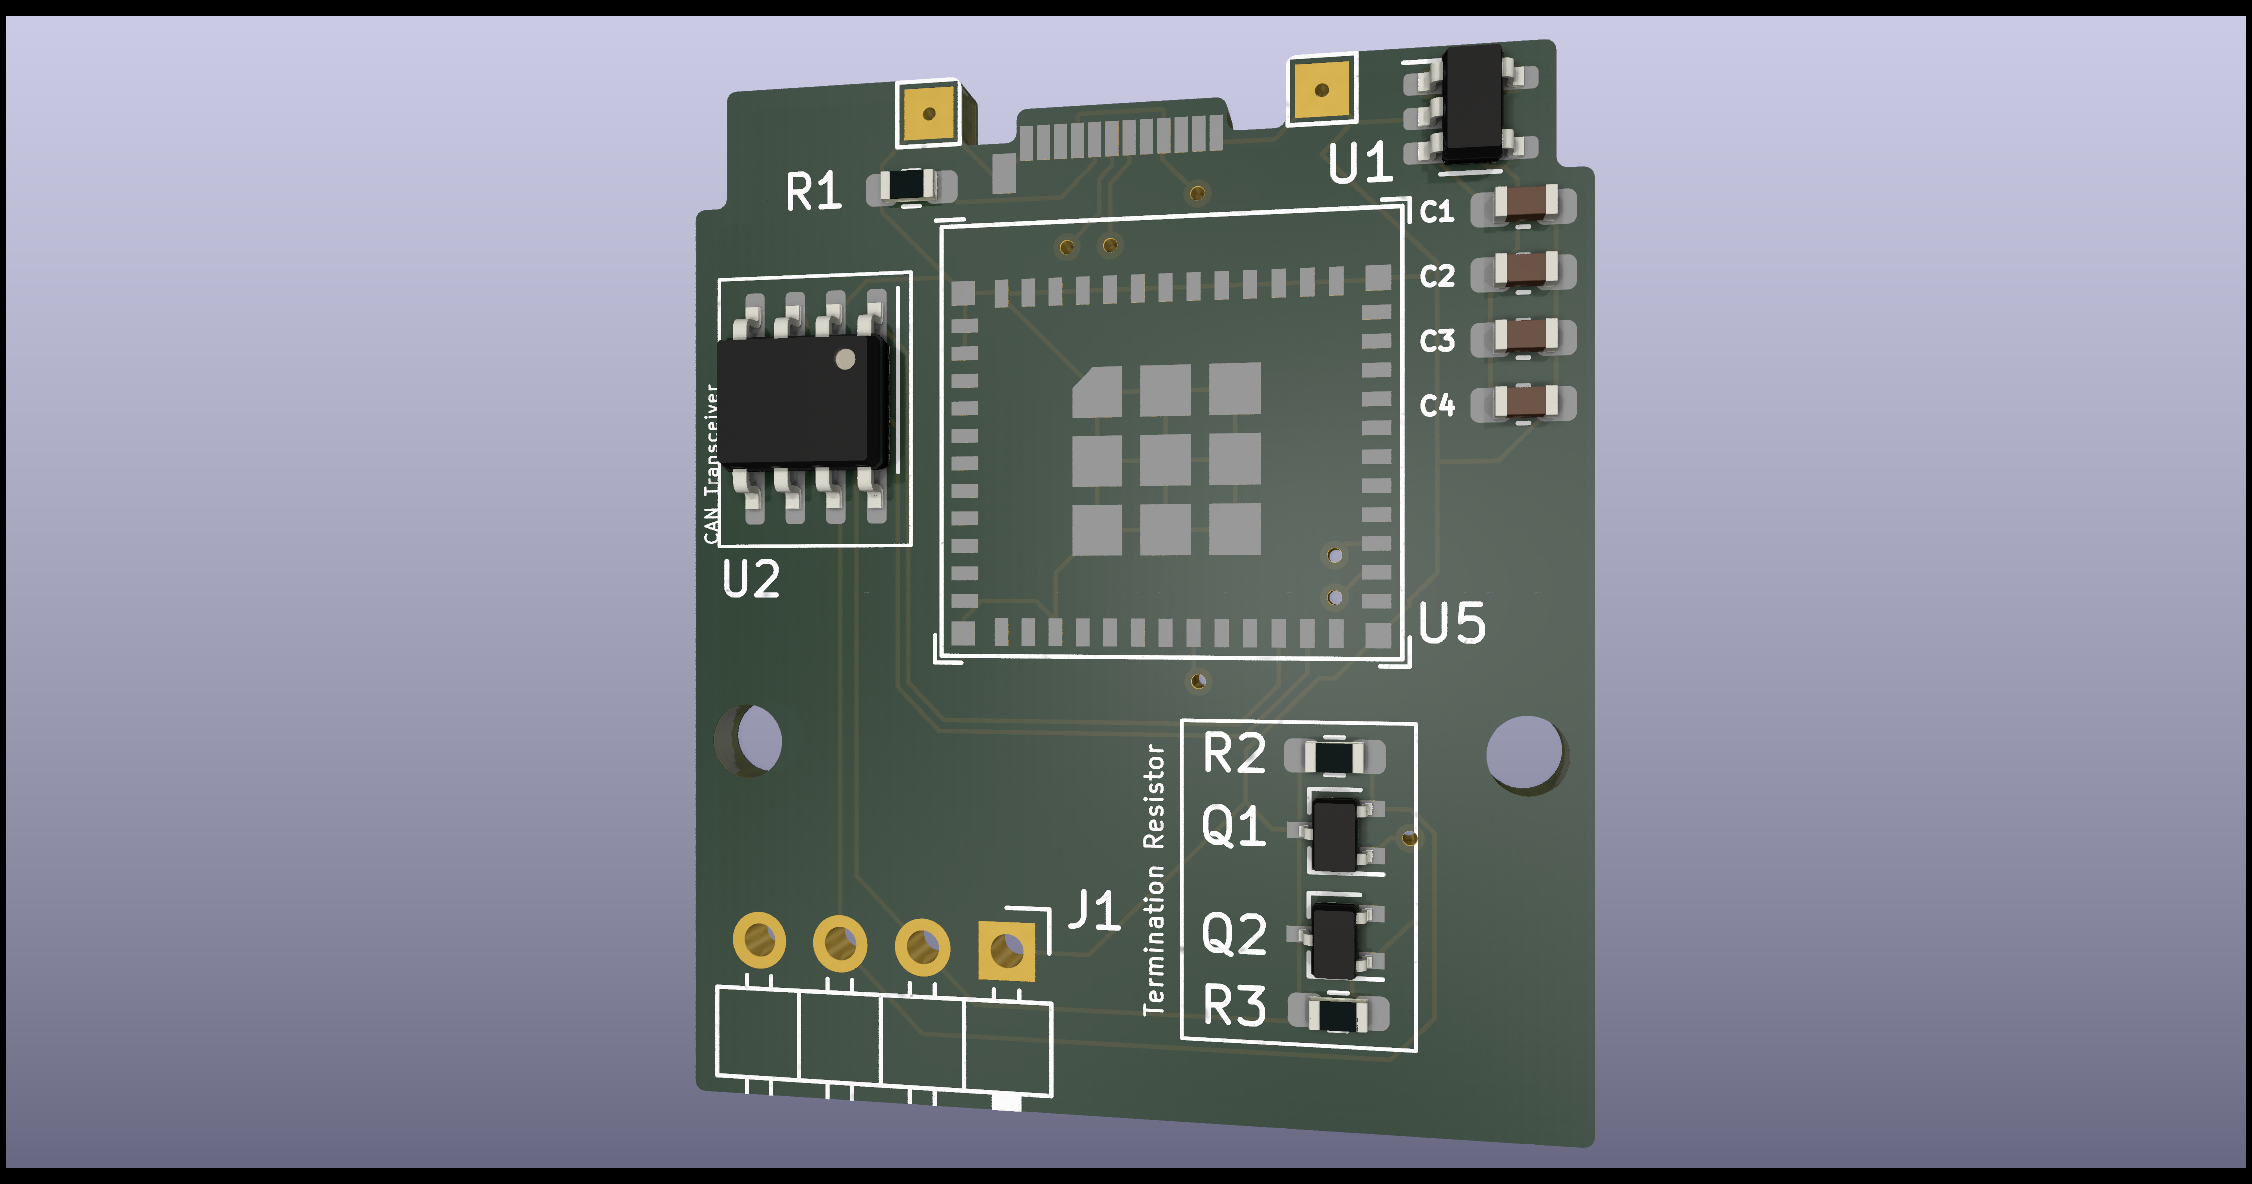 R1
U1
C1
C2
C3
C4
CAN Transceiver
U2
U5
Termination Resistor
R2
Q1
Q2
R3
J1